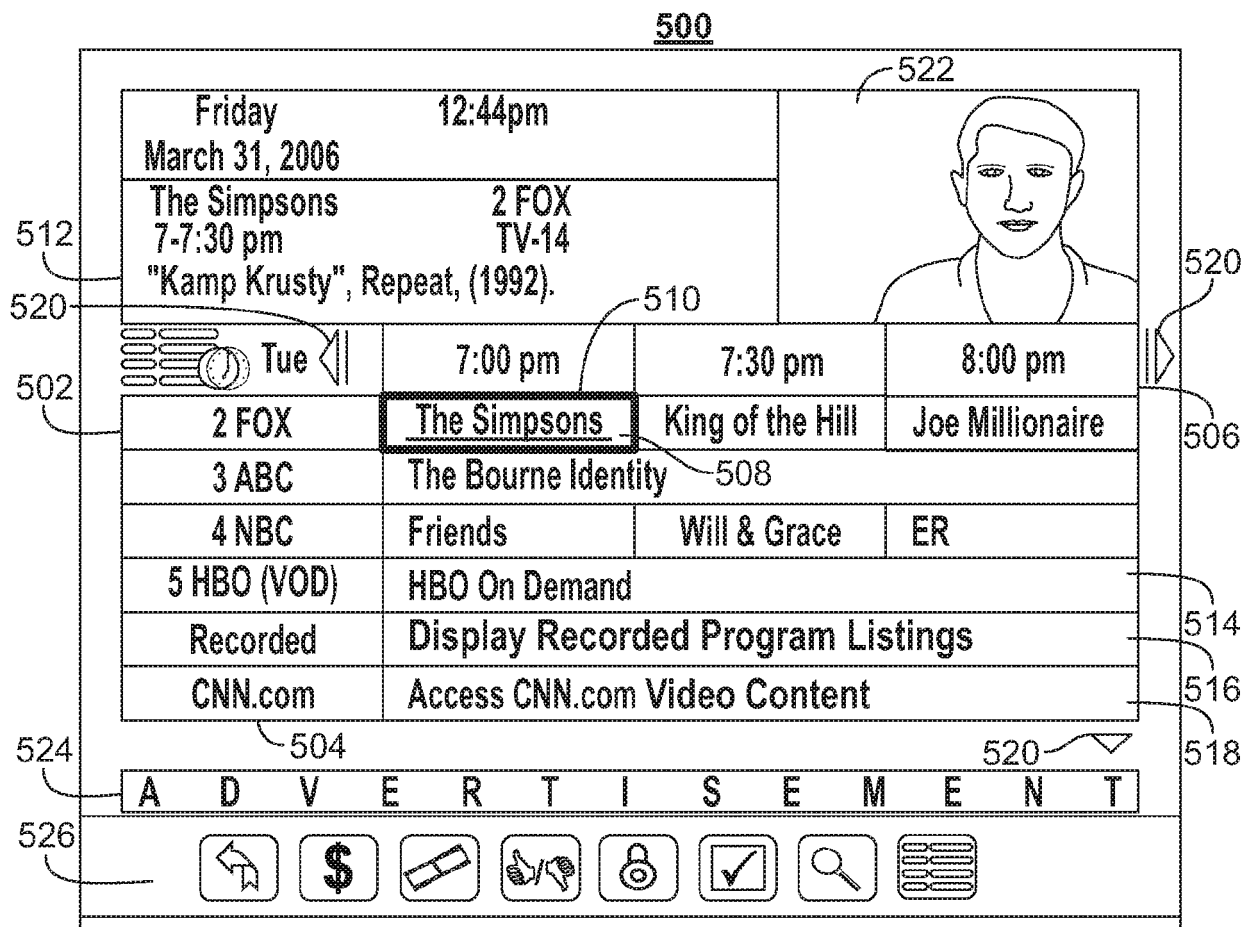 500
522
Friday 12:44pm
March 31, 2006
The Simpsons 2 FOX
7-7:30 pm TV-14
"Kamp Krusty", Repeat, (1992).
512
520
510
520
Tue 7:00 pm 7:30 pm 8:00 pm
502
506
2 FOX The Simpsons King of the Hill Joe Millionaire
508
3 ABC The Bourne Identity
4 NBC Friends Will & Grace ER
5 HBO (VOD) HBO On Demand
514
Recorded Display Recorded Program Listings
516
CNN.com Access CNN.com Video Content
518
504
520
524
A D V E R T I S E M E N T
526
$